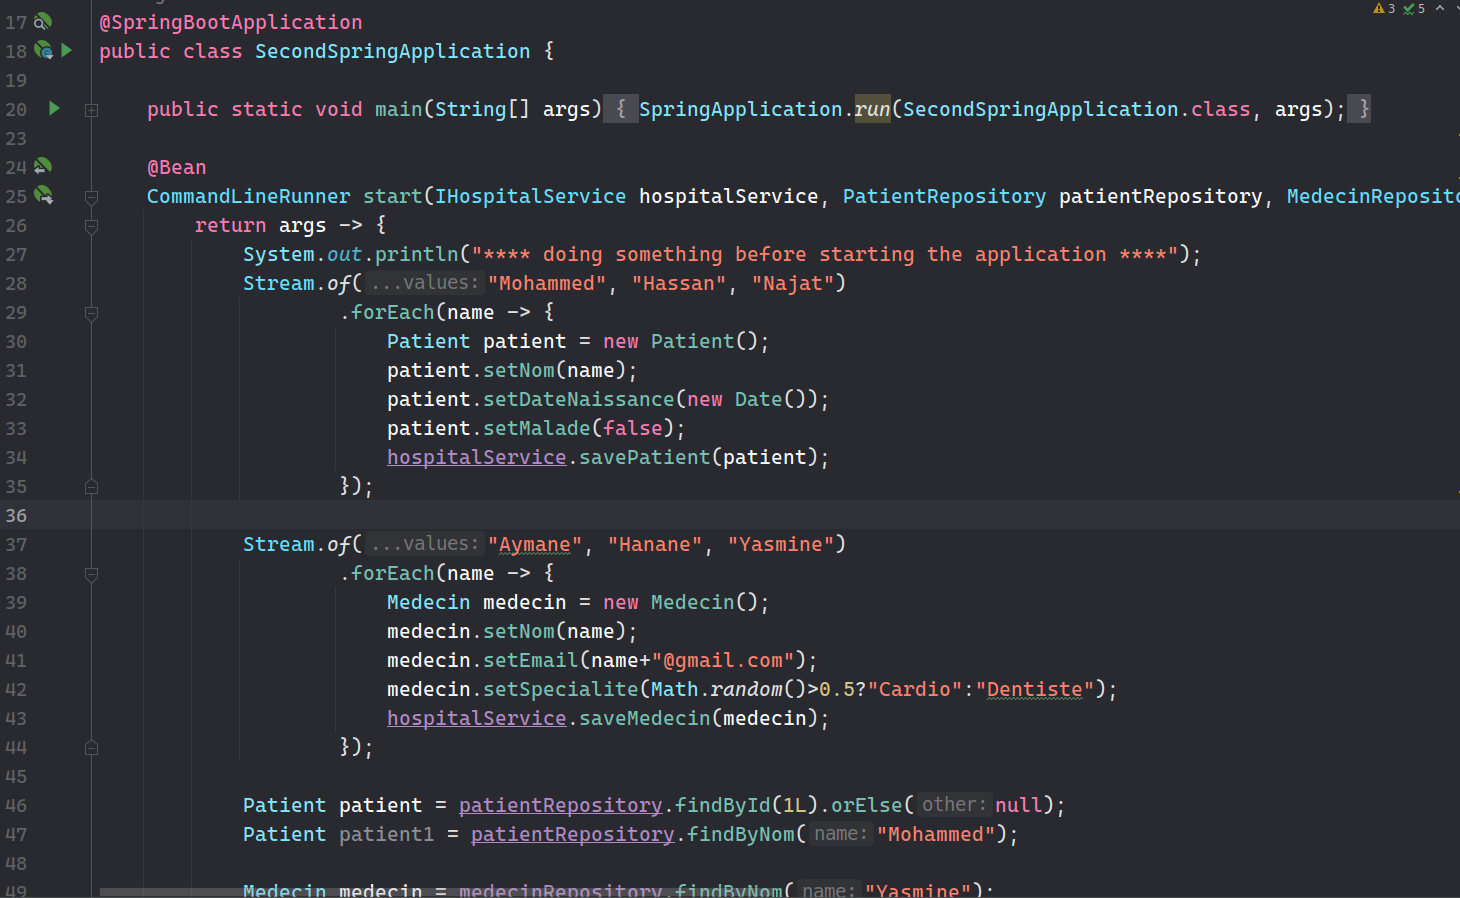 3 5
17 @SpringBootApplication
18 public class SecondSpringApplication {
19
20 public static void main(String[] args) { SpringApplication.run(SecondSpringApplication.class, args); }
23
24 @Bean
25 CommandLineRunner start(IHospitalService hospitalService, PatientRepository patientRepository, MedecinReposito
26 return args -> {
27 System.out.println("**** doing something before starting the application ****");
28 Stream.of( ...values: "Mohammed", "Hassan", "Najat")
29 .forEach(name -> {
30 Patient patient = new Patient();
31 patient.setNom(name);
32 patient.setDateNaissance(new Date());
33 patient.setMalade(false);
34 hospitalService.savePatient(patient);
35 });
36
37 Stream.of( ...values: "Aymane", "Hanane", "Yasmine")
38 .forEach(name -> {
39 Medecin medecin = new Medecin();
40 medecin.setNom(name);
41 medecin.setEmail(name+"@gmail.com");
42 medecin.setSpecialite(Math.random()>0.5?"Cardio":"Dentiste");
43 hospitalService.saveMedecin(medecin);
44 });
45
46 Patient patient = patientRepository.findById(1L).orElse( other: null);
47 Patient patient1 = patientRepository.findByNom( name: "Mohammed");
48
49 Medecin medecin = medecinRepository.findByNom( name: "Yasmine");